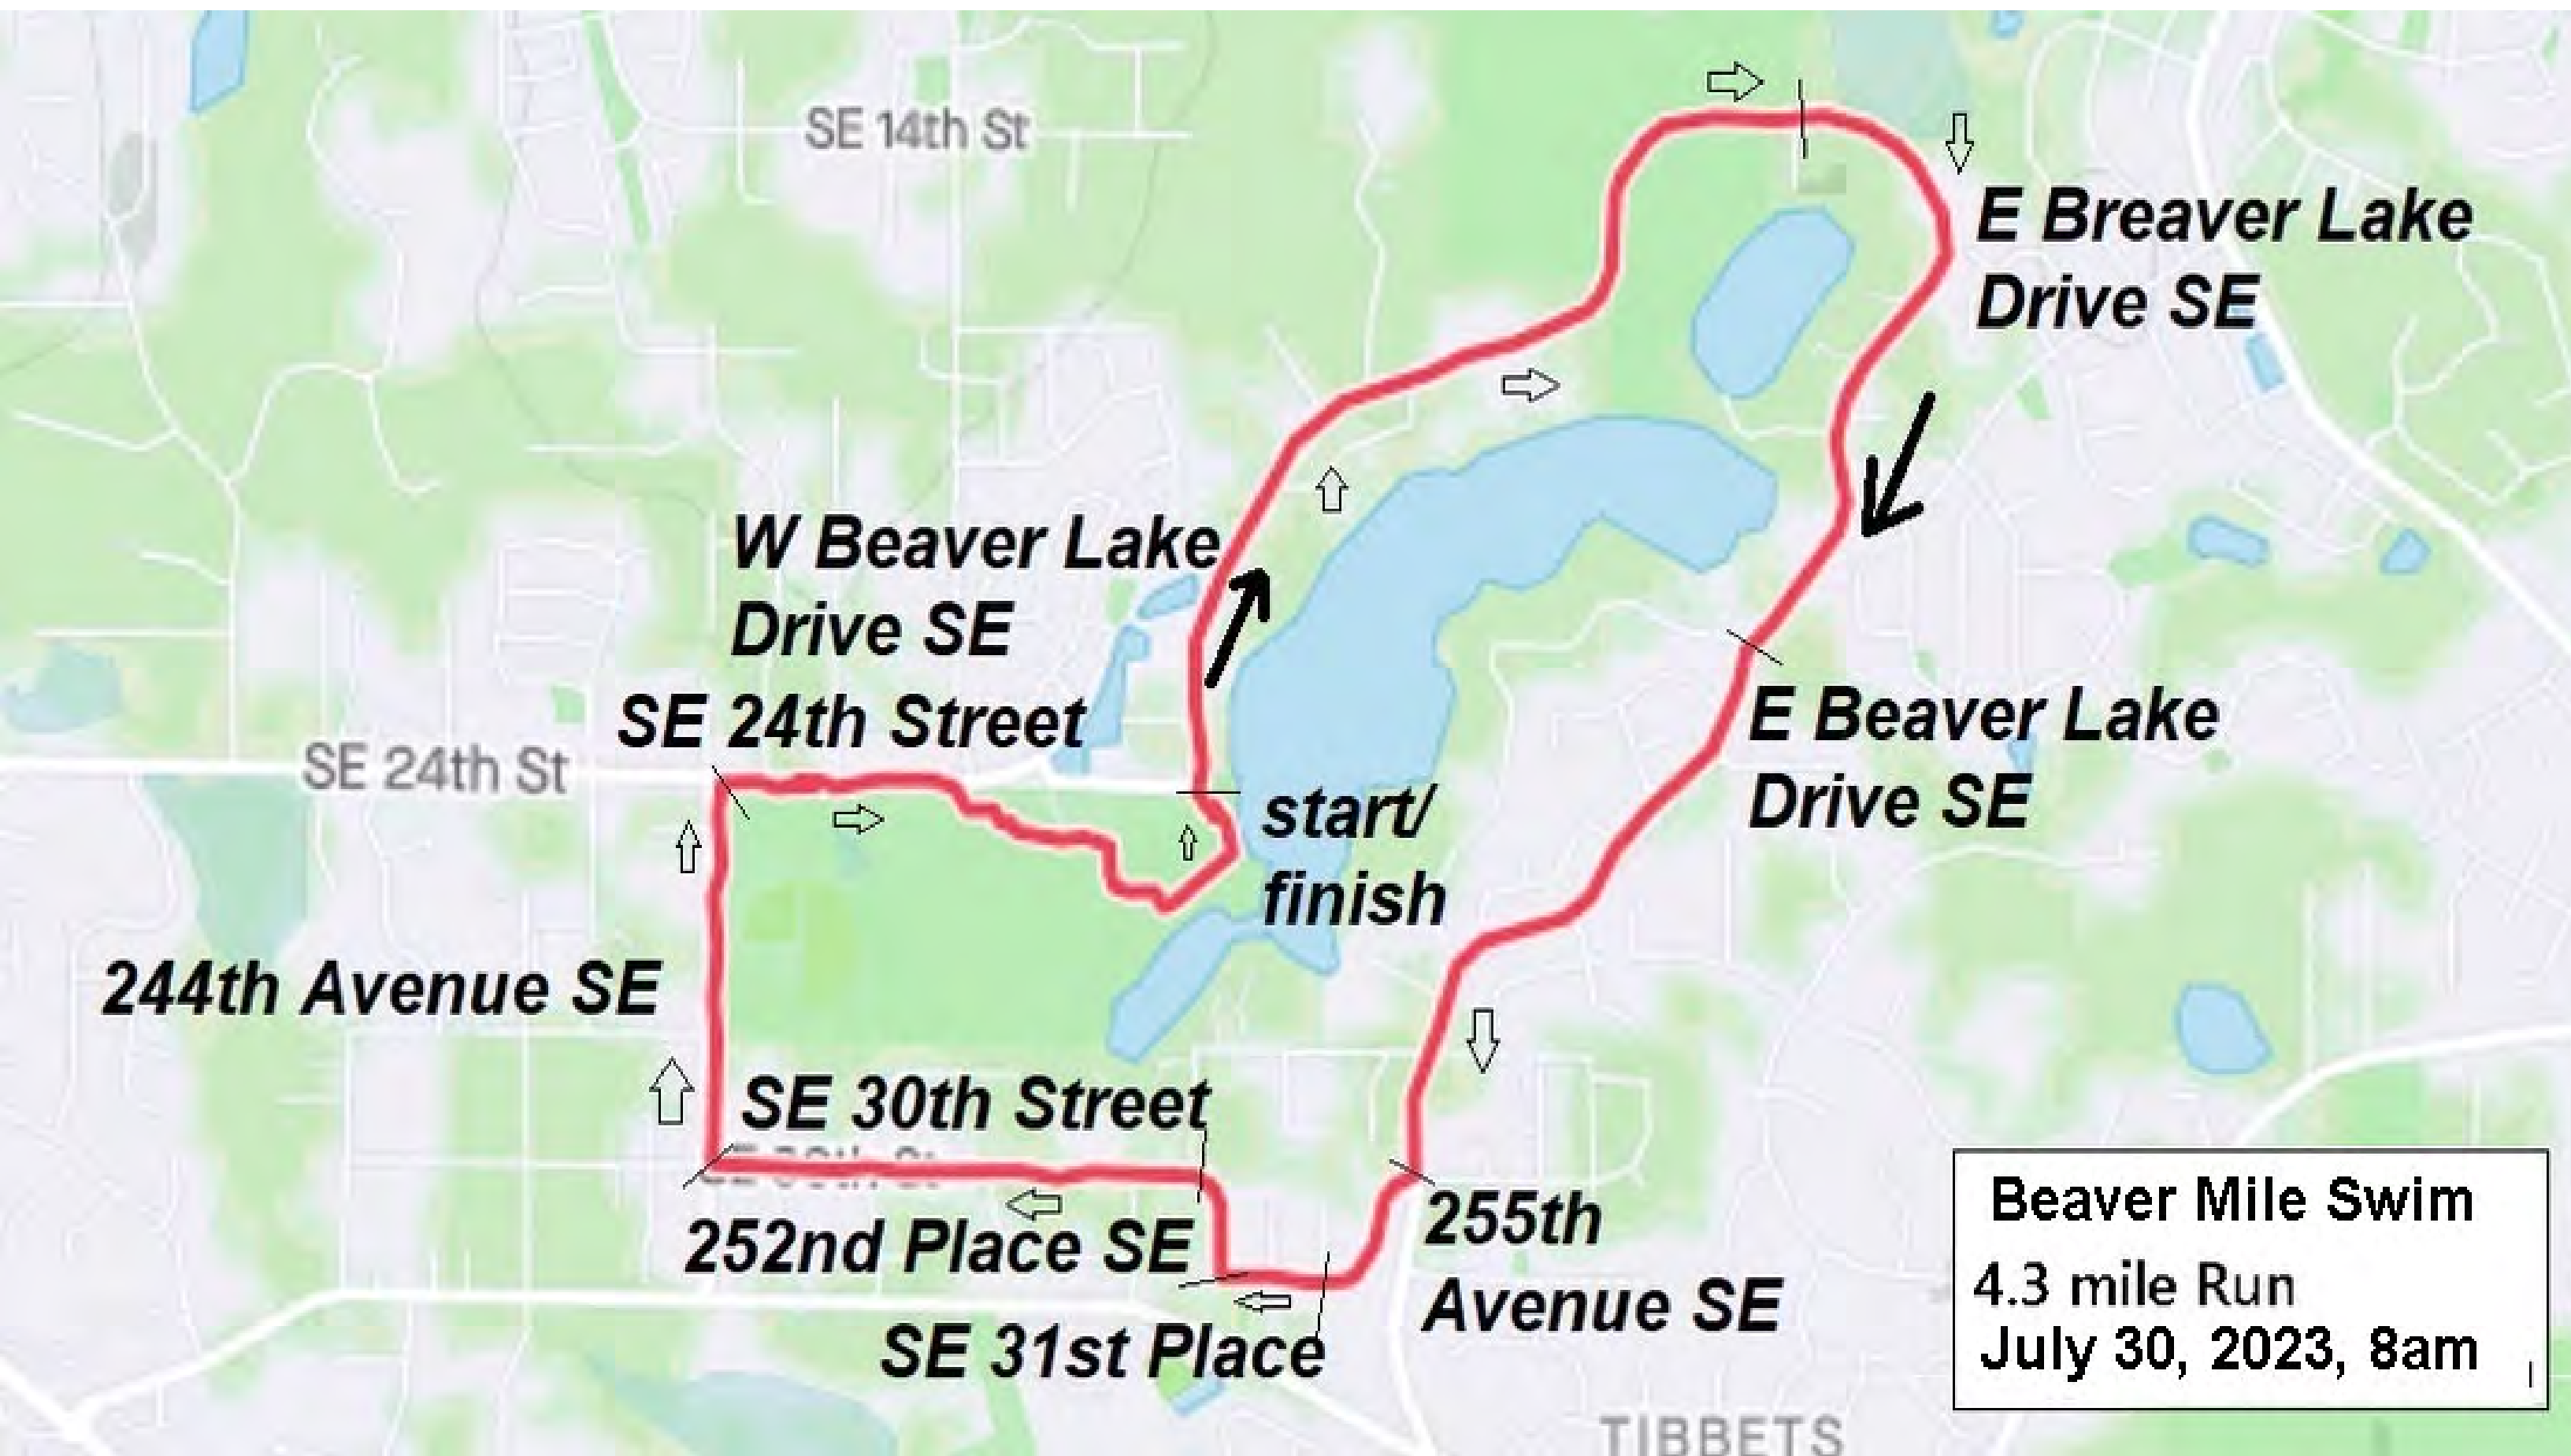 SE 14th St
E Breaver Lake
Drive SE
W Beaver Lake
Drive SE
SE 24th Street
SE 24th St
E Beaver Lake
Drive SE
start/
finish
244th Avenue SE
SE 30th Street
252nd Place SE
255th
Avenue SE
SE 31st Place
Beaver Mile Swim
4.3 mile Run
July 30, 2023, 8am
TIBBETS